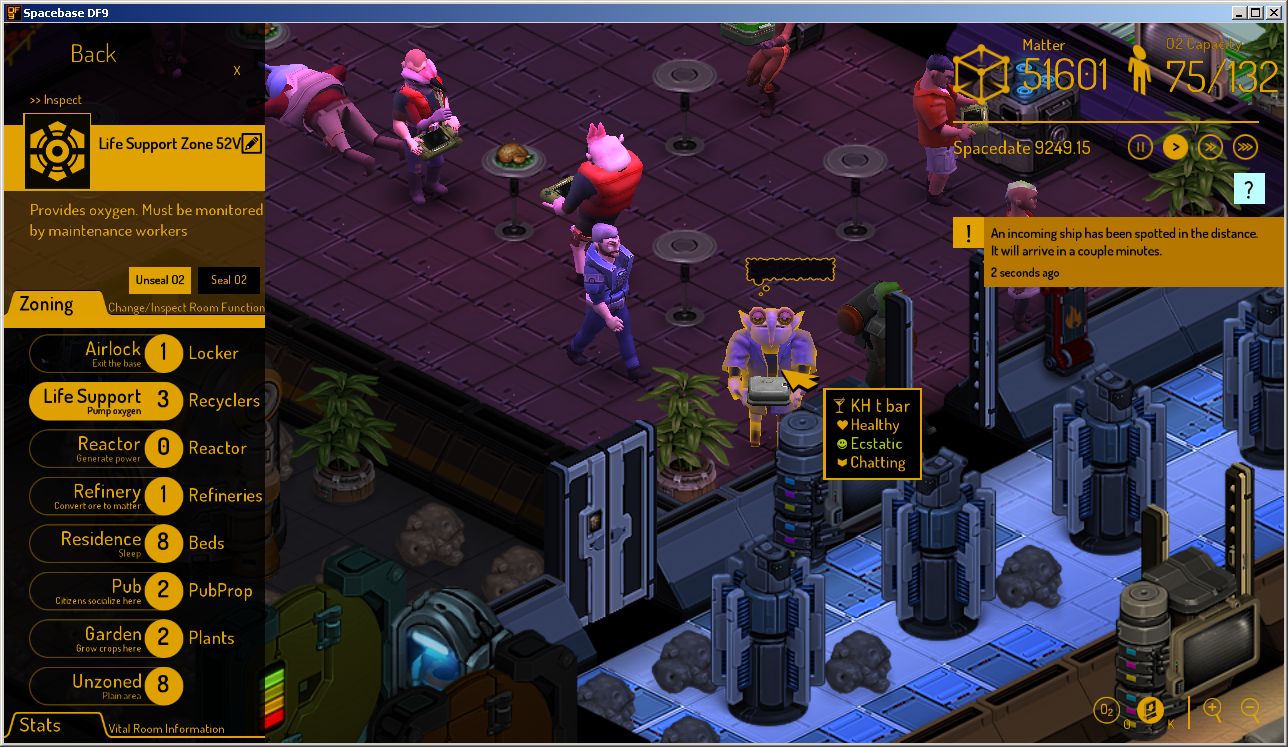 Spacebase DF9
Back
X
>> Inspect
Life Support Zone 52V
Provides oxygen. Must be monitored
by maintenance workers
Unseal O2
Seal O2
Zoning
Change/Inspect Room Function
Airlock
Exit the base
1
Locker
Life Support
Pump oxygen
3
Recyclers
Reactor
Generate power
0
Reactor
Refinery
Convert ore to matter
1
Refineries
Residence
Sleep
8
Beds
Pub
Citizens socialize here
2
PubProp
Garden
Grow crops here
2
Plants
Unzoned
Plain area
8
Stats
Vital Room Information
Matter
51601
O2 Capacity
75/132
Spacedate 9249.15
?
!
An incoming ship has been spotted in the distance.
It will arrive in a couple minutes.
2 seconds ago
KH t bar
Healthy
Ecstatic
Chatting
O2
K